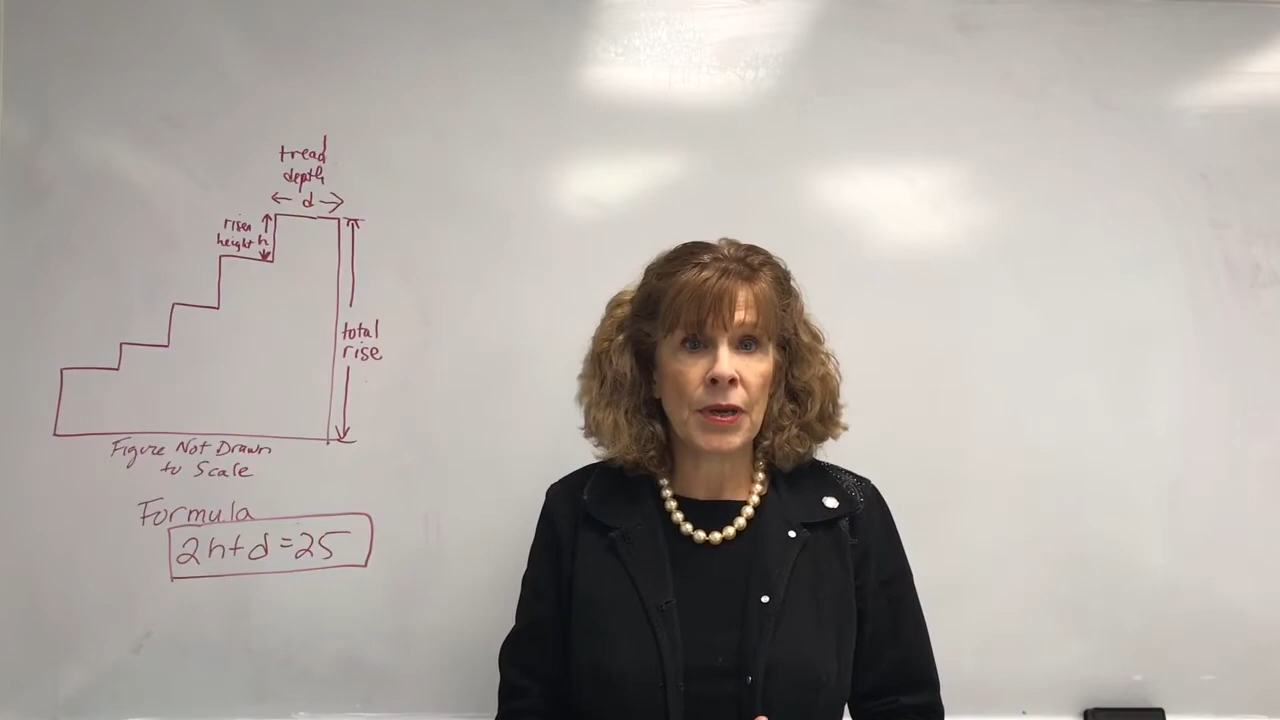 tread
depth
d
riser
height h
total
rise
Figure Not Drawn
to Scale
Formula
2h+d=25